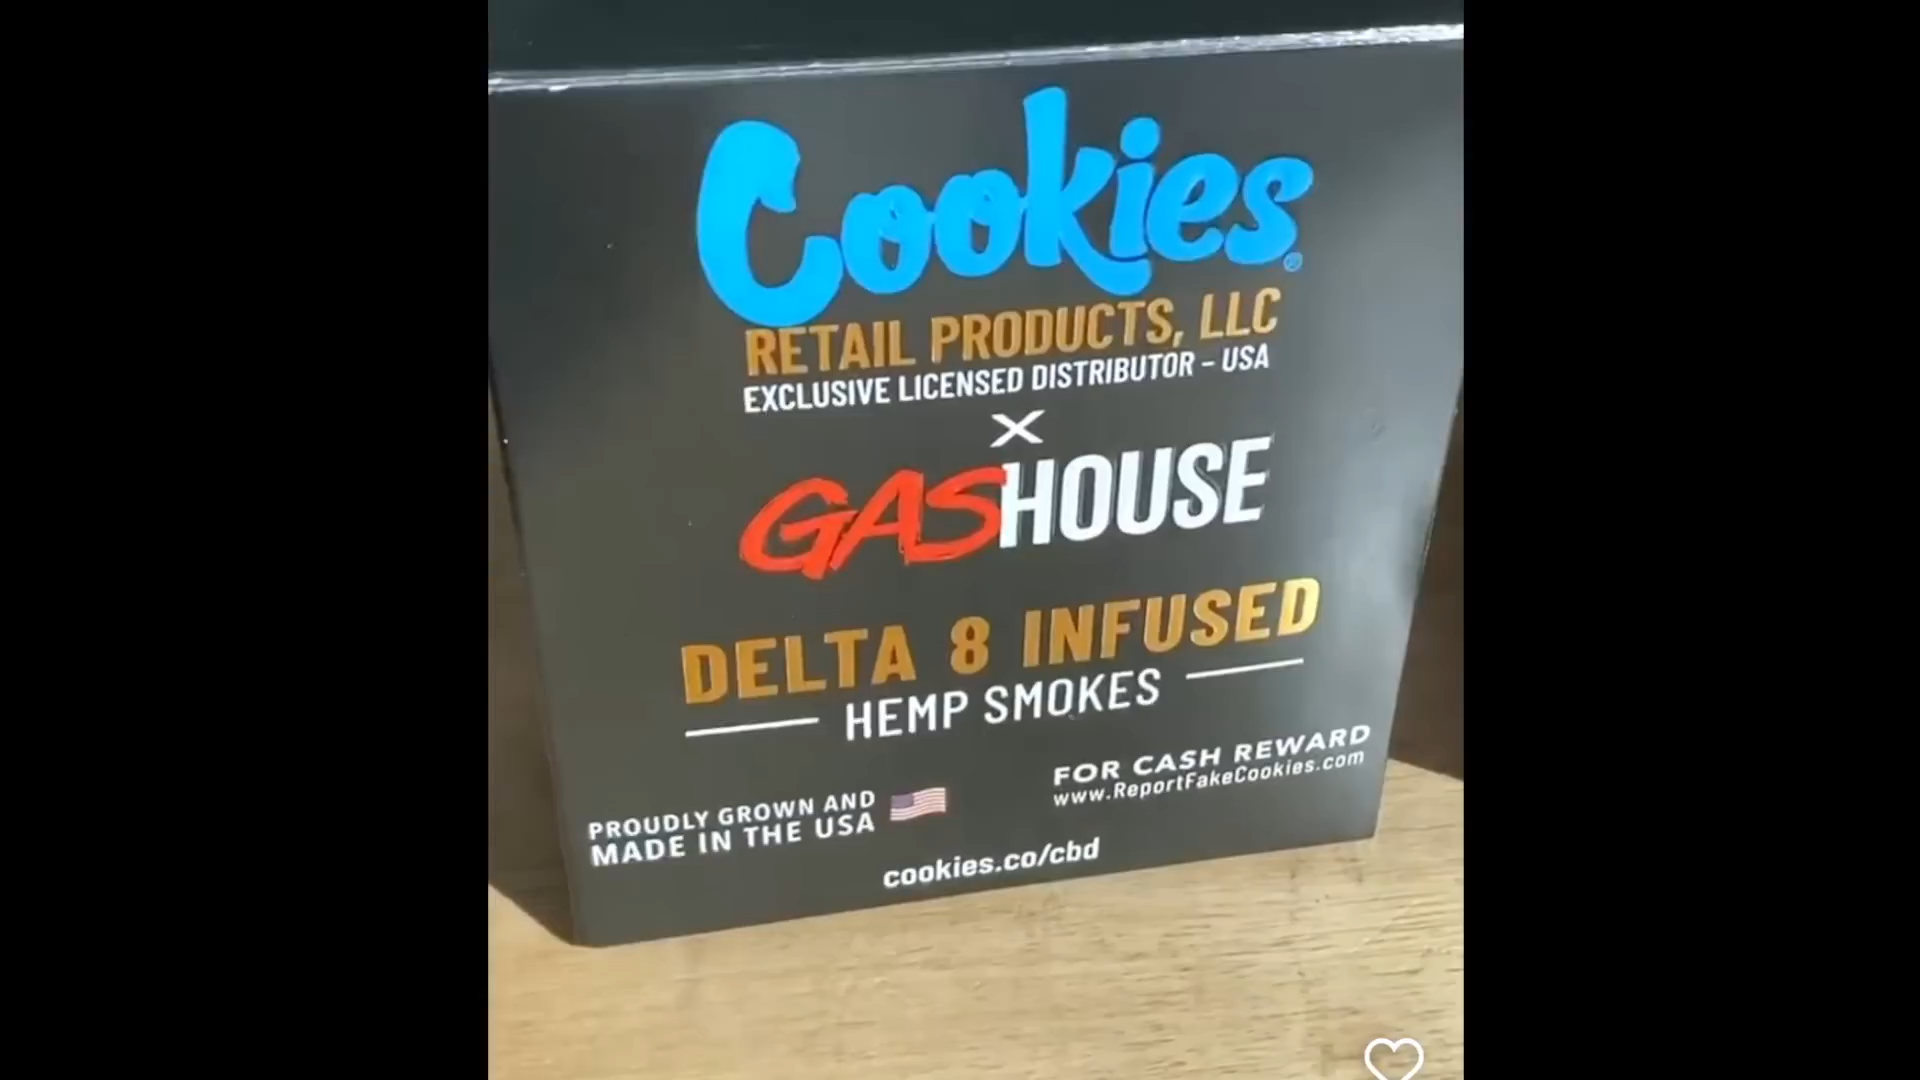 Cookies®
RETAIL PRODUCTS, LLC
EXCLUSIVE LICENSED DISTRIBUTOR – USA
X
GASHOUSE
DELTA 8 INFUSED
HEMP SMOKES
PROUDLY GROWN AND
MADE IN THE USA
FOR CASH REWARD
www.ReportFakeCookies.com
cookies.co/cbd